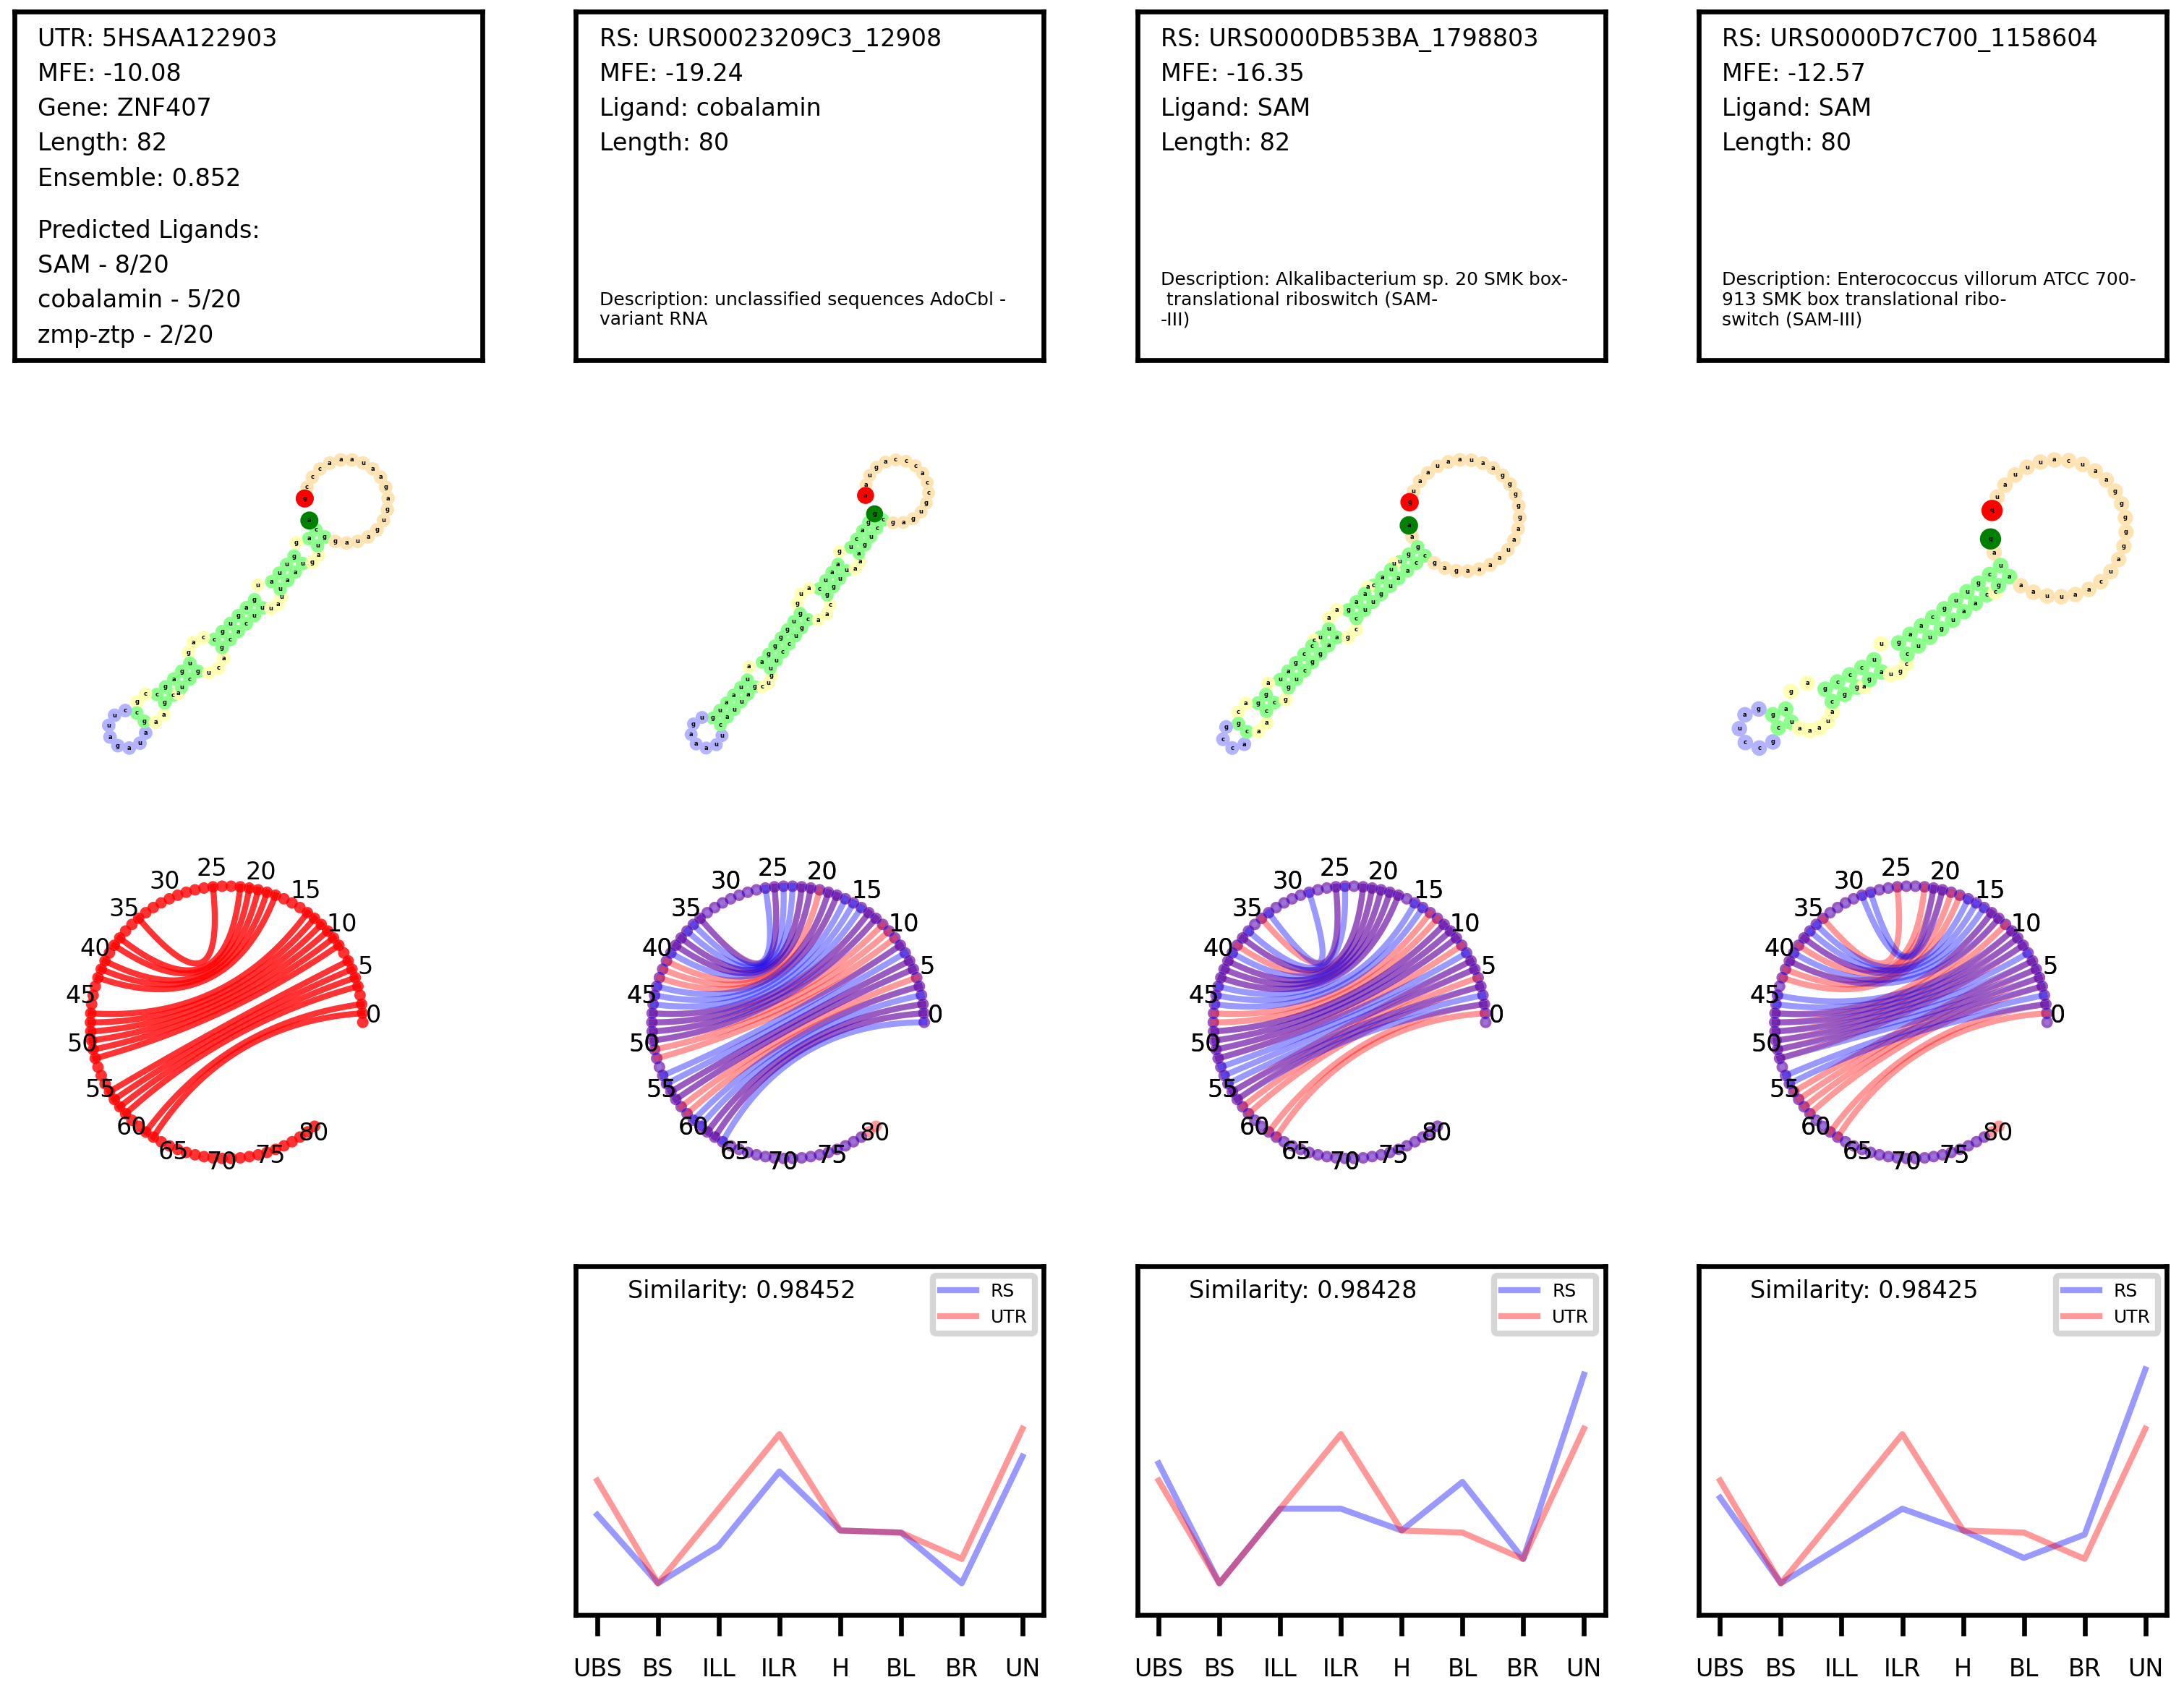 UTR: 5HSAA122903
MFE: -10.08
Gene: ZNF407
Length: 82
Ensemble: 0.852
Predicted Ligands:
SAM - 8/20
cobalamin - 5/20
zmp-ztp - 2/20
RS: URS00023209C3_12908
MFE: -19.24
Ligand: cobalamin
Length: 80
Description: unclassified sequences AdoCbl -
variant RNA
RS: URS0000DB53BA_1798803
MFE: -16.35
Ligand: SAM
Length: 82
Description: Alkalibacterium sp. 20 SMK box-
translational riboswitch (SAM-
-III)
RS: URS0000D7C700_1158604
MFE: -12.57
Ligand: SAM
Length: 80
Description: Enterococcus villorum ATCC 700-
913 SMK box translational ribo-
switch (SAM-III)
0 5 10 15 20 25 30 35 40 45 50 55 60 65 70 75 80
0 5 10 15 20 25 30 35 40 45 50 55 60 65 70 75 80
0 5 10 15 20 25 30 35 40 45 50 55 60 65 70 75 80
0 5 10 15 20 25 30 35 40 45 50 55 60 65 70 75 80
Similarity: 0.98452
RS
UTR
UBS BS ILL ILR H BL BR UN
Similarity: 0.98428
RS
UTR
UBS BS ILL ILR H BL BR UN
Similarity: 0.98425
RS
UTR
UBS BS ILL ILR H BL BR UN